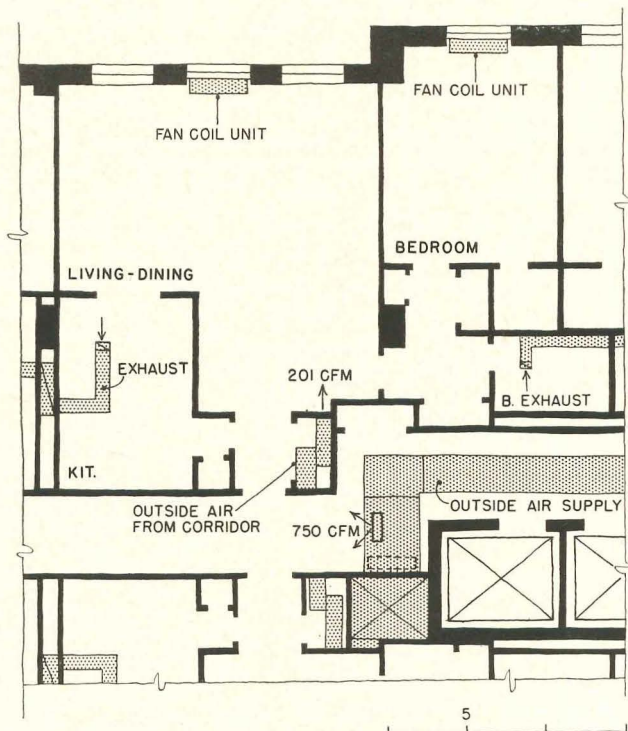 FAN COIL UNIT
FAN COIL UNIT
BEDROOM
LIVING-DINING
EXHAUST
201 CFM
B. EXHAUST
KIT.
OUTSIDE AIR
FROM CORRIDOR
OUTSIDE AIR SUPPLY
750 CFM
5